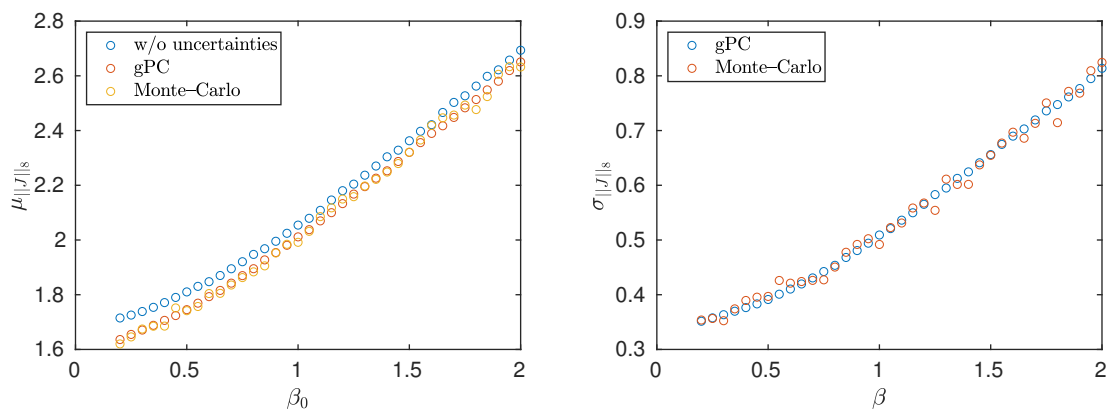 2.8
2.6
2.4
2.2
2
1.8
1.6
0
0.5
1
1.5
2
μ||J||s
β0
w/o uncertainties
gPC
Monte–Carlo
0.9
0.8
0.7
0.6
0.5
0.4
0.3
0
0.5
1
1.5
2
σ||J||s
β
gPC
Monte–Carlo